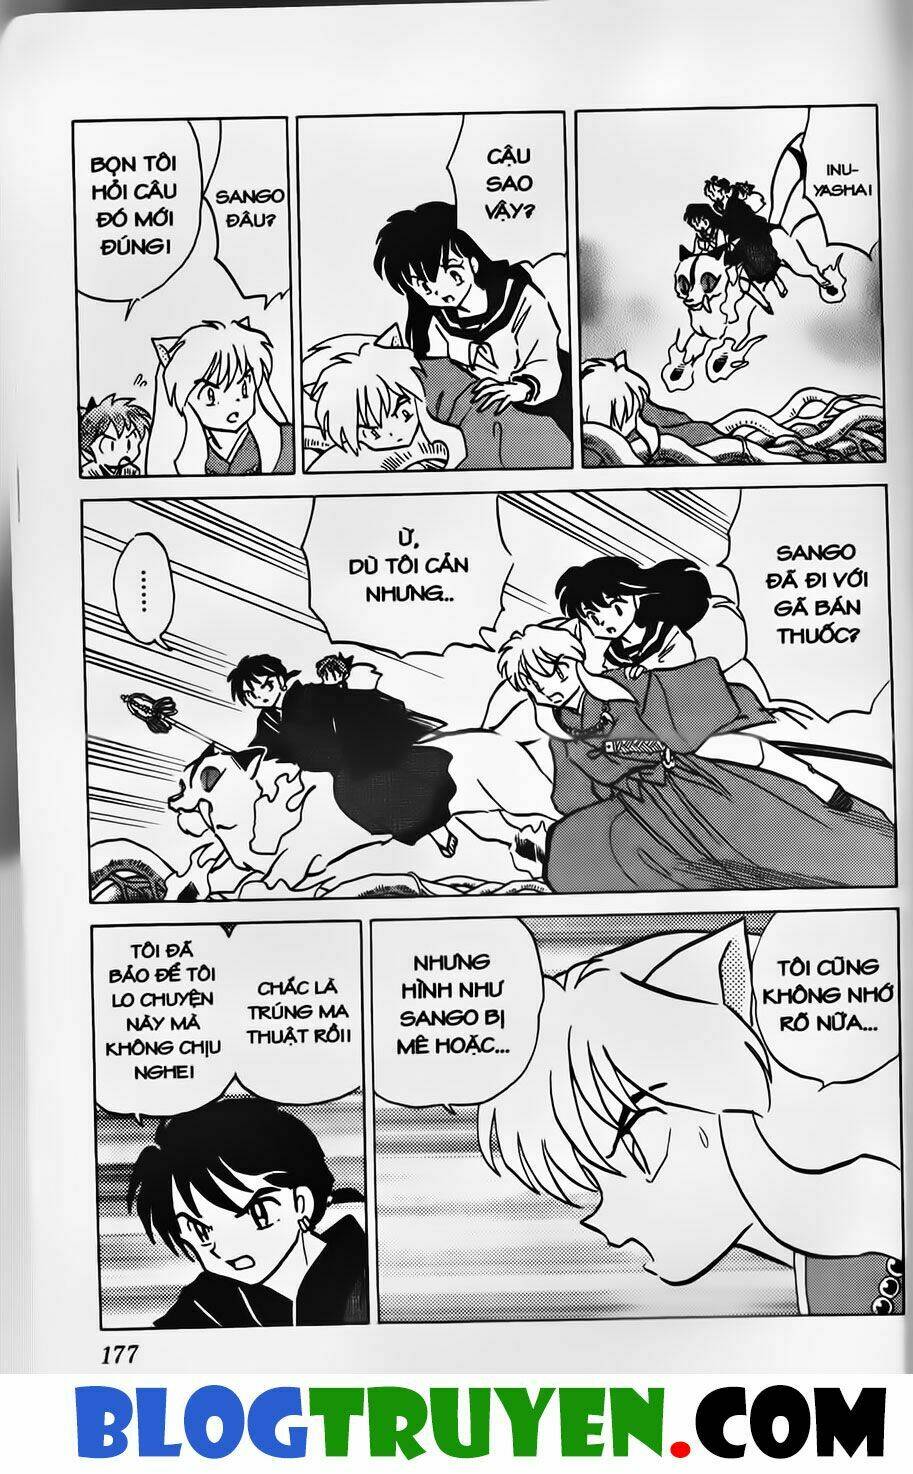 INU-
YASHA!
CẬU
SAO
VẬY?
SANGO
ĐÂU?
BỌN TÔI
HỎI CÂU
ĐÓ MỚI
ĐÚNG!
SANGO
ĐÃ ĐI VỚI
GÃ BÁN
THUỐC?
Ừ,
DÙ TÔI CẢN
NHƯNG...
......
TÔI CŨNG
KHÔNG NHỚ
RÕ NỮA...
NHƯNG
HÌNH NHƯ
SANGO BỊ
MÊ HOẶC...
CHẮC LÀ
TRÚNG MA
THUẬT RỒI!
TÔI ĐÃ
BẢO ĐỂ TÔI
LO CHUYỆN
NÀY MÀ
KHÔNG CHỊU
NGHE!
177
BLOGTRUYEN.COM